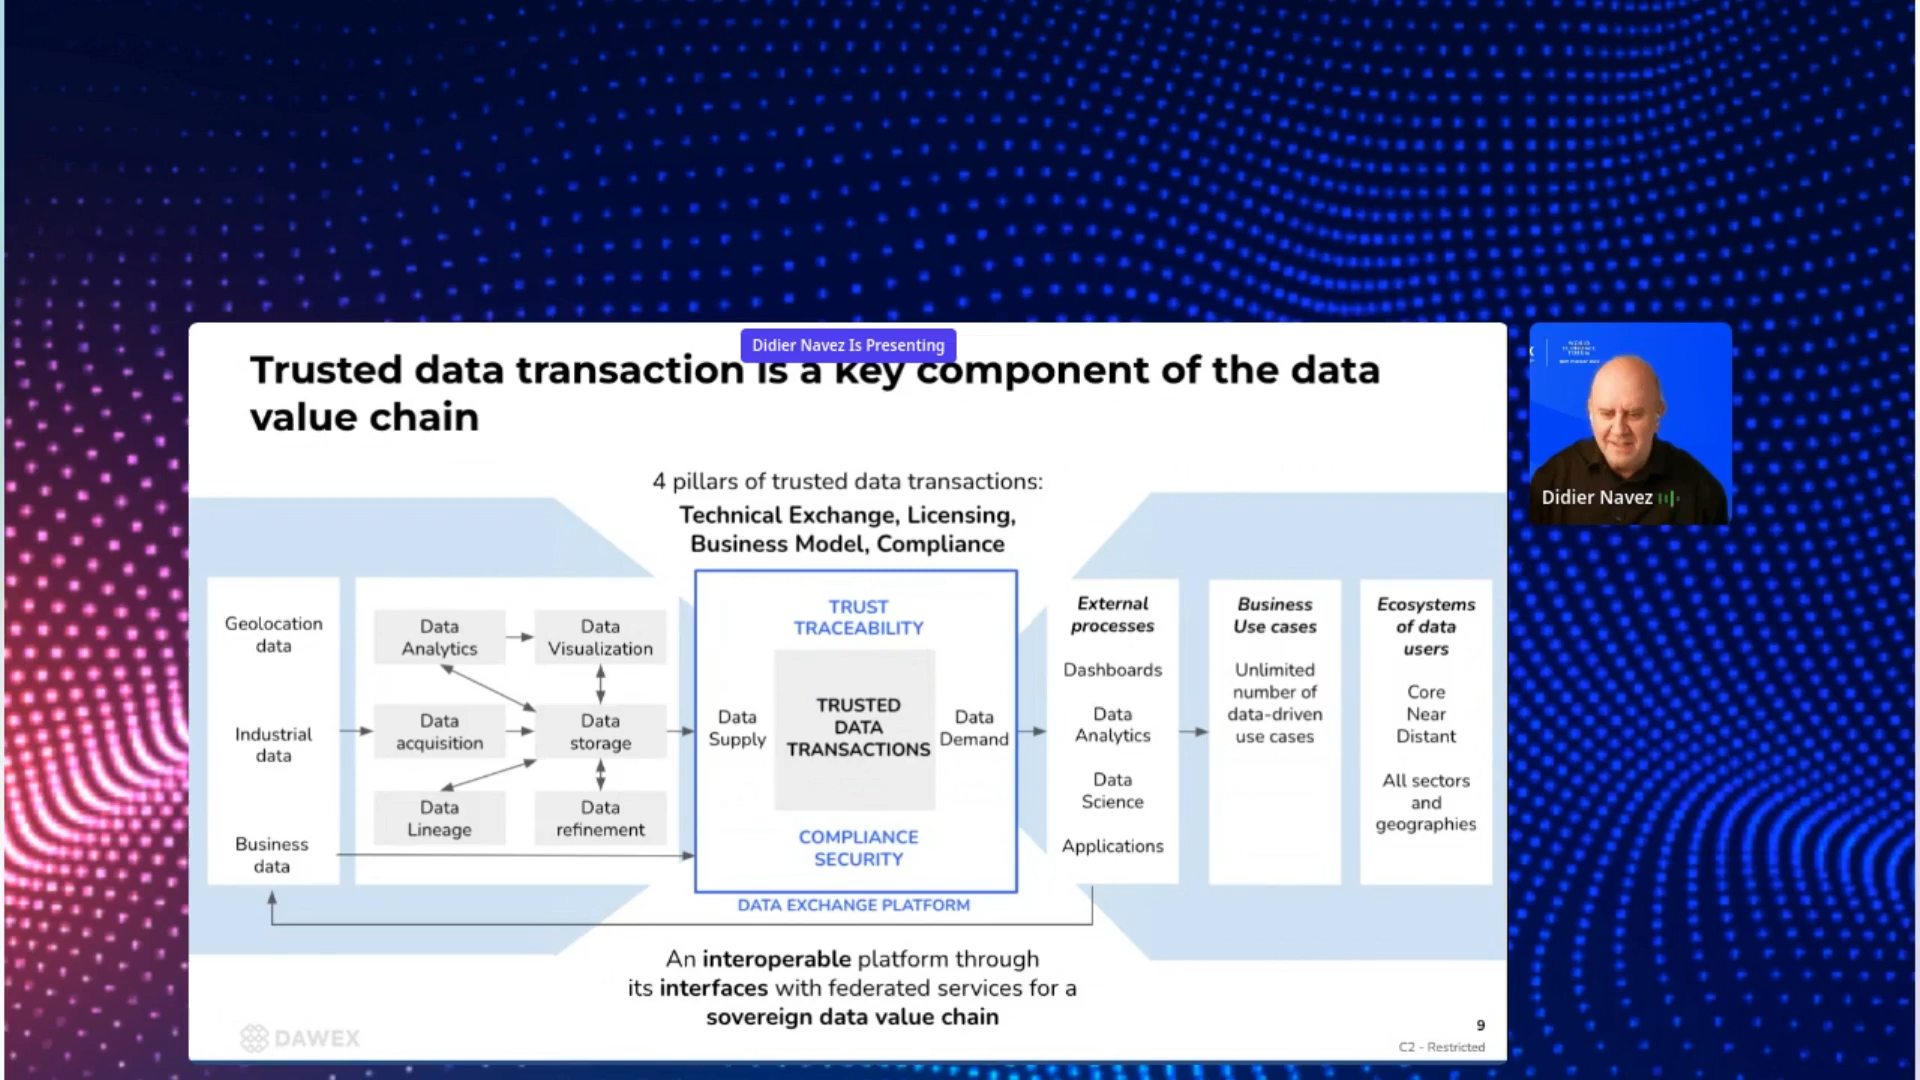 Didier Navez Is Presenting
Trusted data transaction is a key component of the data
value chain
4 pillars of trusted data transactions:
Technical Exchange, Licensing,
Business Model, Compliance
Geolocation
data
Industrial
data
Business
data
Data
Analytics
Data
Visualization
Data
acquisition
Data
storage
Data
Lineage
Data
refinement
TRUST
TRACEABILITY
Data
Supply
TRUSTED
DATA
TRANSACTIONS
Data
Demand
COMPLIANCE
SECURITY
DATA EXCHANGE PLATFORM
External
processes
Dashboards
Data
Analytics
Data
Science
Applications
Business
Use cases
Unlimited
number of
data-driven
use cases
Ecosystems
of data
users
Core
Near
Distant
All sectors
and
geographies
An interoperable platform through
its interfaces with federated services for a
sovereign data value chain
DAWEX
9
C2 - Restricted
Didier Navez